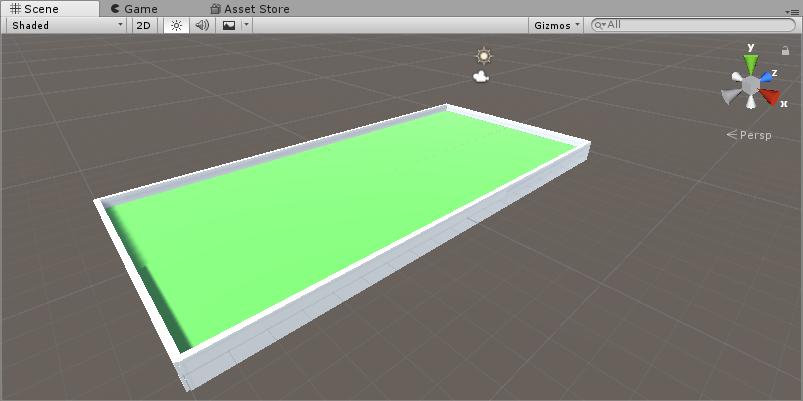 Scene Game Asset Store
Shaded 2D Gizmos All
y
z
x
Persp